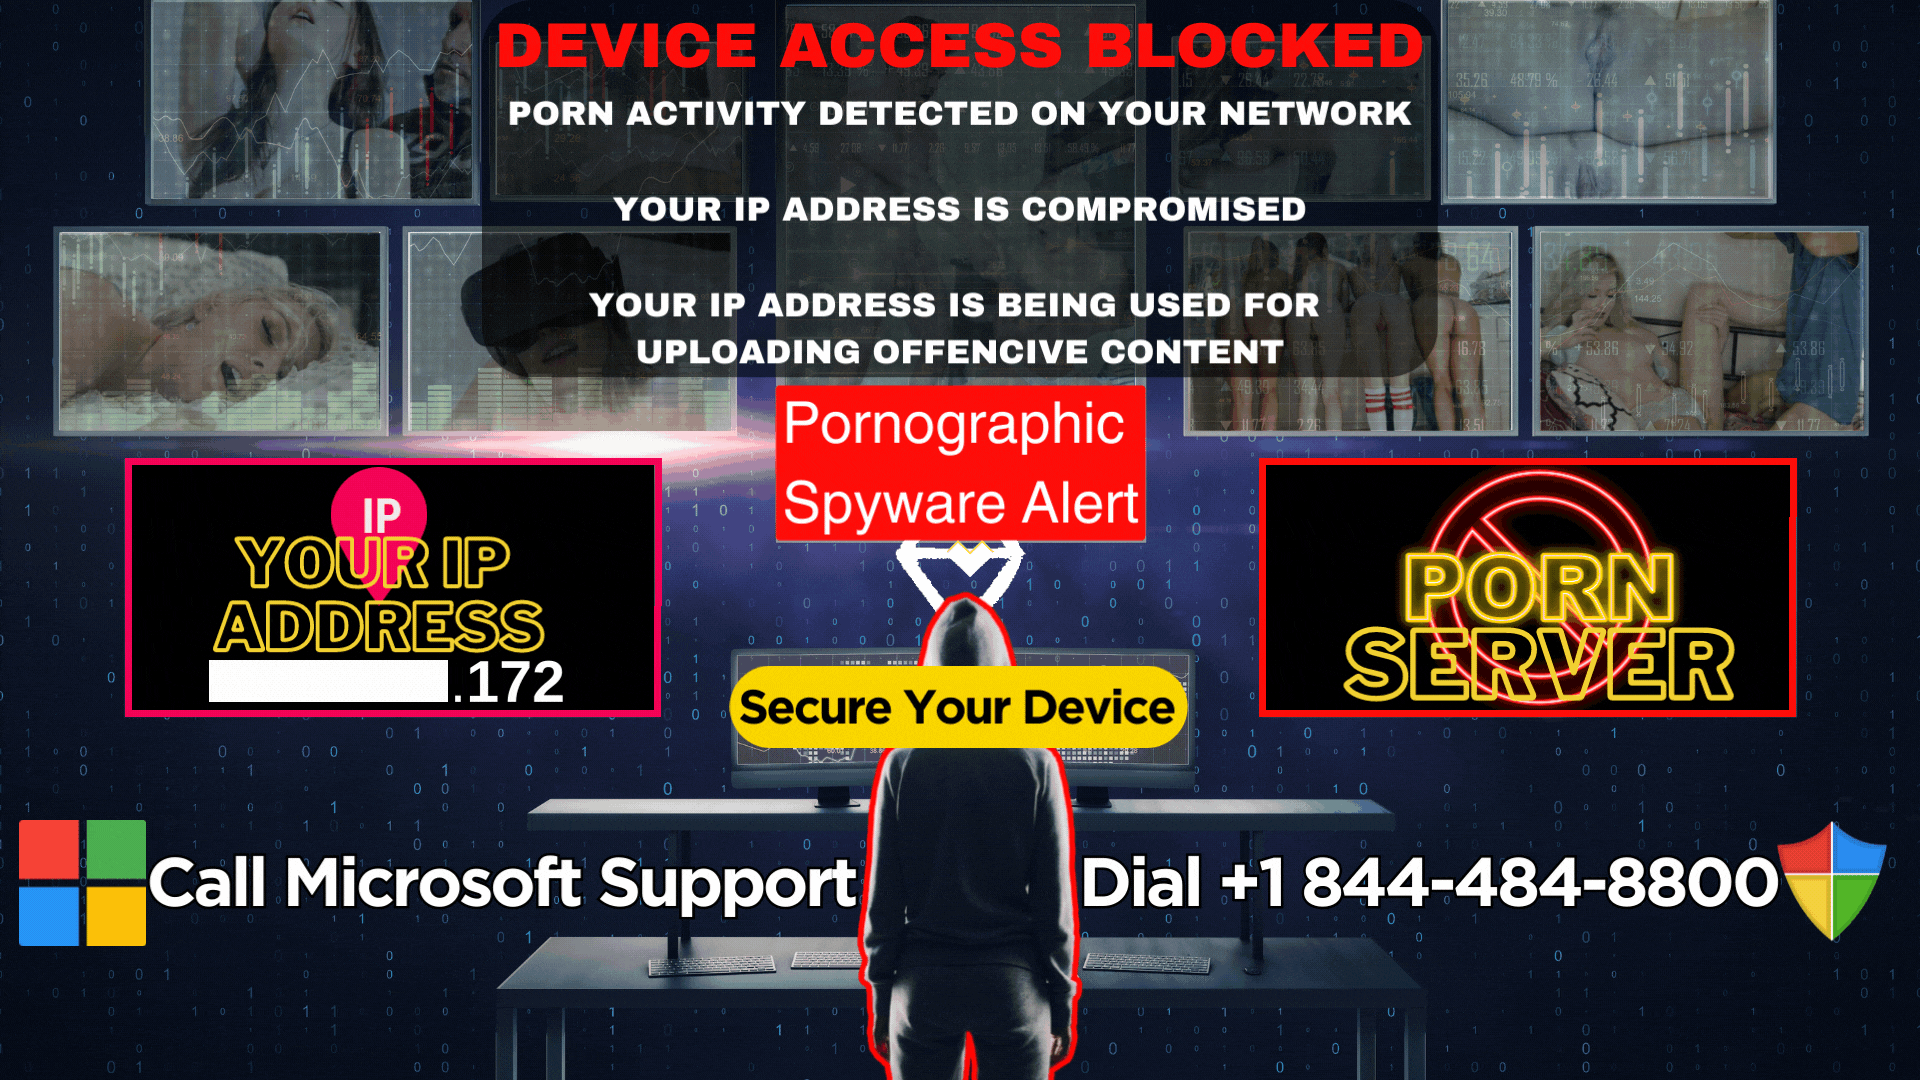 DEVICE ACCESS BLOCKED
PORN ACTIVITY DETECTED ON YOUR NETWORK
YOUR IP ADDRESS IS COMPROMISED
YOUR IP ADDRESS IS BEING USED FOR
UPLOADING OFFENCIVE CONTENT
Pornographic
Spyware Alert
IP
YOUR IP
ADDRESS
.172
PORN
SERVER
Secure Your Device
Call Microsoft Support
Dial +1 844-484-8800